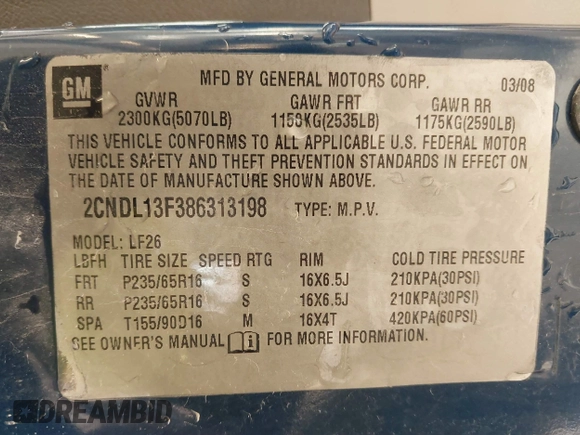 GM
MFD BY GENERAL MOTORS CORP. 03/08
GVWR GAWR FRT GAWR RR
2300KG(5070LB) 1150KG(2535LB) 1175KG(2590LB)
THIS VEHICLE CONFORMS TO ALL APPLICABLE U.S. FEDERAL MOTOR
VEHICLE SAFETY AND THEFT PREVENTION STANDARDS IN EFFECT ON
THE DATE OF MANUFACTURE SHOWN ABOVE.
2CNDL13F386313198 TYPE: M.P.V.
MODEL: LF26
LBFH TIRE SIZE SPEED RTG RIM COLD TIRE PRESSURE
FRT P235/65R16 S 16X6.5J 210KPA(30PSI)
RR P235/65R16 S 16X6.5J 210KPA(30PSI)
SPA T155/90D16 M 16X4T 420KPA(60PSI)
SEE OWNER'S MANUAL FOR MORE INFORMATION.
DREAMBID